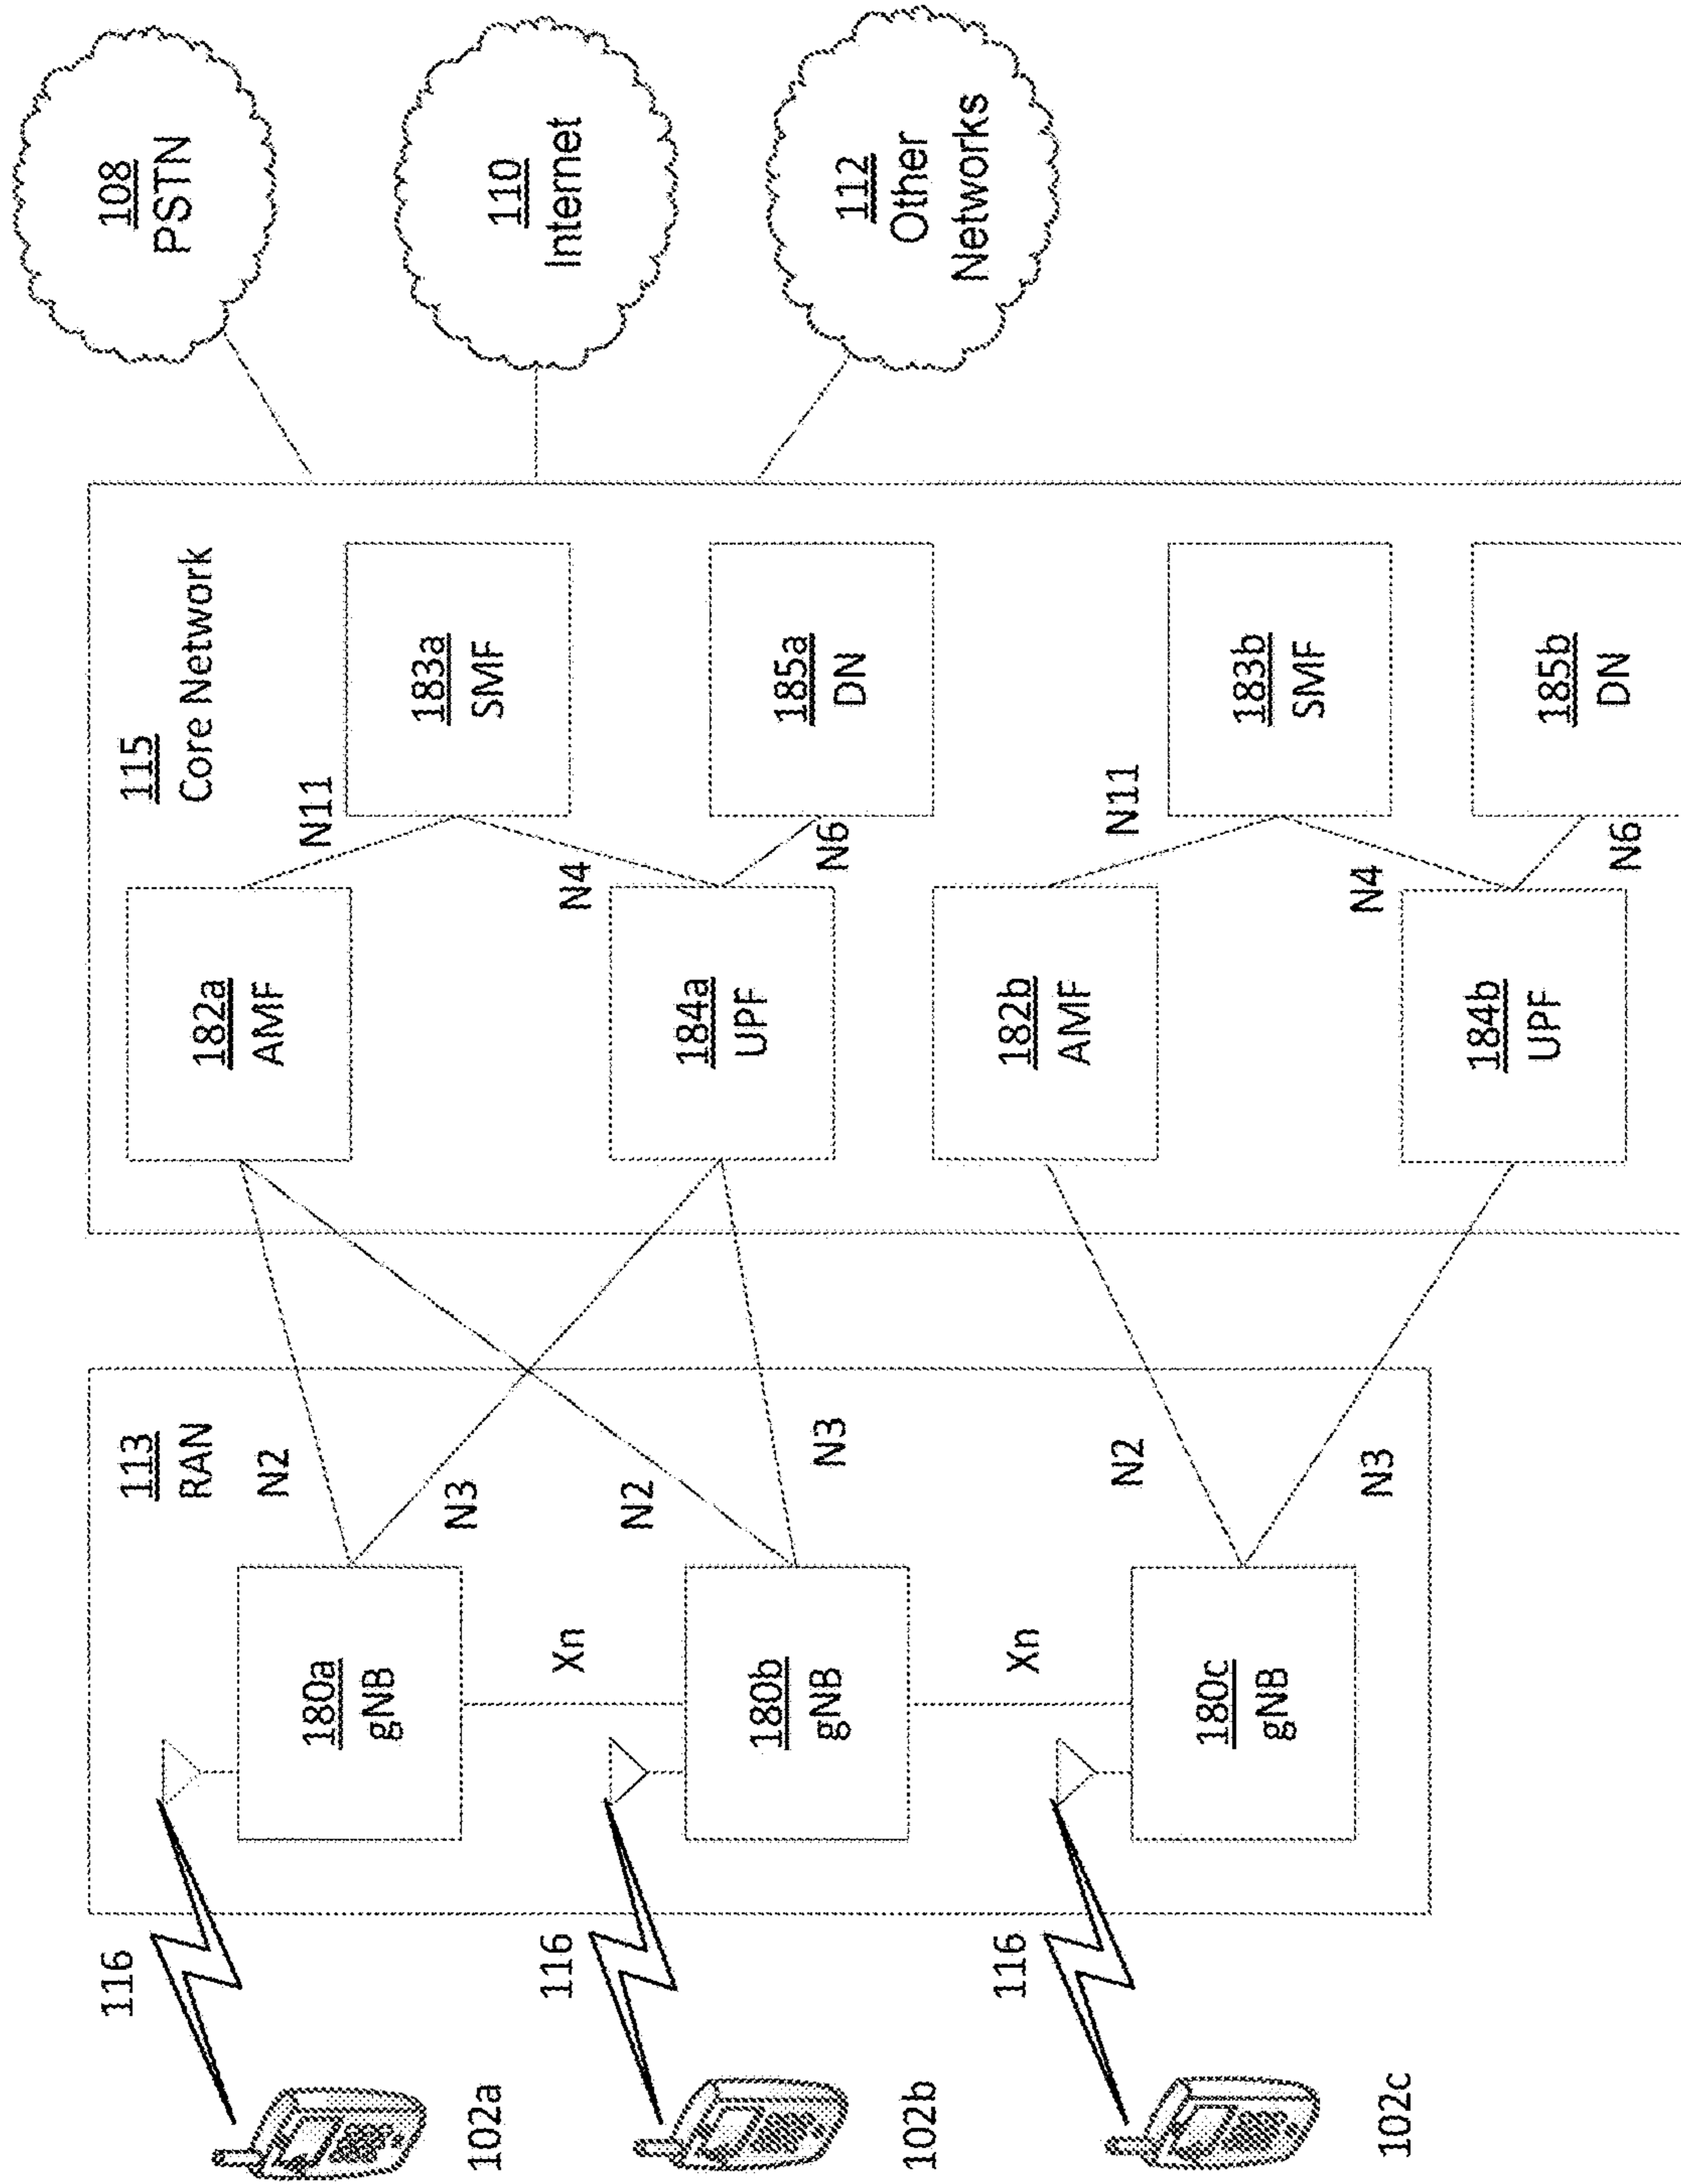 116
102a
116
102b
116
102c
113
RAN
N2
N3
N2
N3
N2
N3
180a
gNB
Xn
180b
gNB
Xn
180c
gNB
115
Core Network
182a
AMF
N11
183a
SMF
N4
184a
UPF
N6
185a
DN
182b
AMF
N11
183b
SMF
N4
184b
UPF
N6
185b
DN
108
PSTN
110
Internet
112
Other
Networks